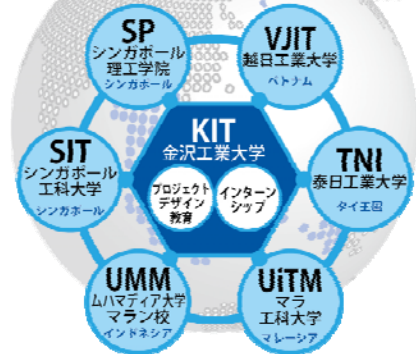 SP
シンガポール
理工学院
シンガポール
VJIT
越日工業大学
ベトナム
KIT
金沢工業大学
プロジェクト
デザイン
教育
インターン
シップ
SIT
シンガポール
工科大学
シンガポール
TNI
泰日工業大学
タイ王国
UMM
ムハマディア大学
マラン校
インドネシア
UiTM
マラ
工科大学
マレーシア